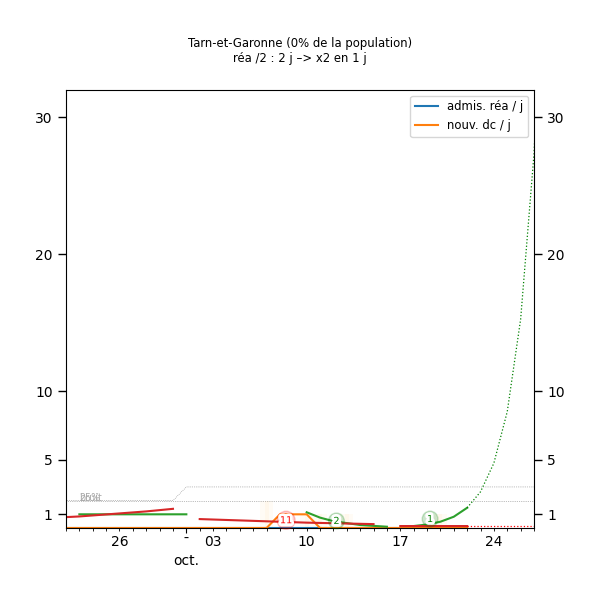 Tarn-et-Garonne (0% de la population)
réa /2 : 2 j –> x2 en 1 j
admis. réa / j
nouv. dc / j
30 30
20 20
10 10
5 5
1 1
11 2 1
26 - 03 10 17 24
oct.